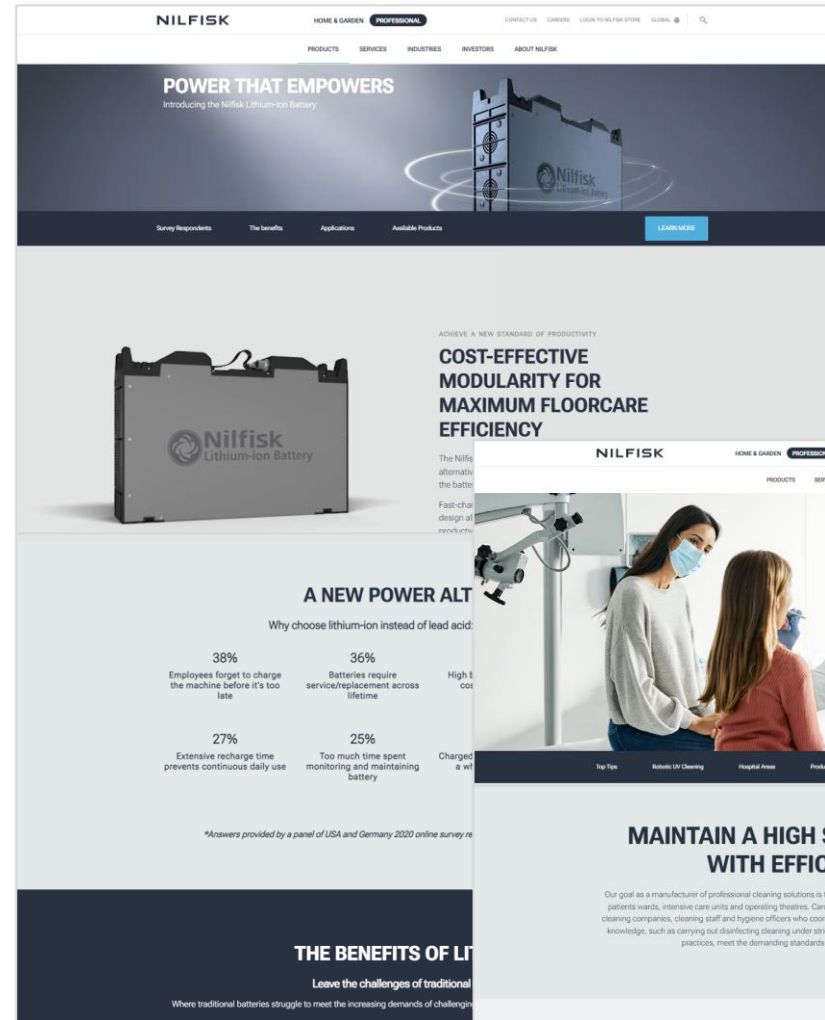 NILFISK
HOME & GARDEN PROFESSIONAL
CONTACT US CAREERS LOGIN TO NILFISK STORE GLOBAL
PRODUCTS SERVICES INDUSTRIES INVESTORS ABOUT NILFISK
POWER THAT EMPOWERS
Introducing the Nilfisk Lithium-Ion Battery
Nilfisk
Lithium-ion Battery
Survey Respondents The benefits Applications Available Products LEARN MORE
Nilfisk
Lithium-ion Battery
ACHIEVE A NEW STANDARD OF PRODUCTIVITY
COST-EFFECTIVE
MODULARITY FOR
MAXIMUM FLOORCARE
EFFICIENCY
The Nilfis
alternativ
the batte
Fast-cha
design al
A NEW POWER ALT
Why choose lithium-ion instead of lead acid:
38%
Employees forget to charge
the machine before it's too
late
36%
Batteries require
service/replacement across
lifetime
High b
cos
27%
Extensive recharge time
prevents continuous daily use
25%
Too much time spent
monitoring and maintaining
battery
Charged
a wh
*Answers provided by a panel of USA and Germany 2020 online survey re
THE BENEFITS OF LIT
Leave the challenges of traditional
Where traditional batteries struggle to meet the increasing demands of challenging
NILFISK
HOME & GARDEN PROFESSION
PRODUCTS SERV
Top Tips Robotic UV Cleaning Hospital Areas Produ
MAINTAIN A HIGH S
WITH EFFIC
Our goal as a manufacturer of professional cleaning solutions is t
patients wards, intensive care units and operating theatres. Car
cleaning companies, cleaning staff and hygiene officers who coor
knowledge, such as carrying out disinfecting cleaning under stri
practices, meet the demanding standards